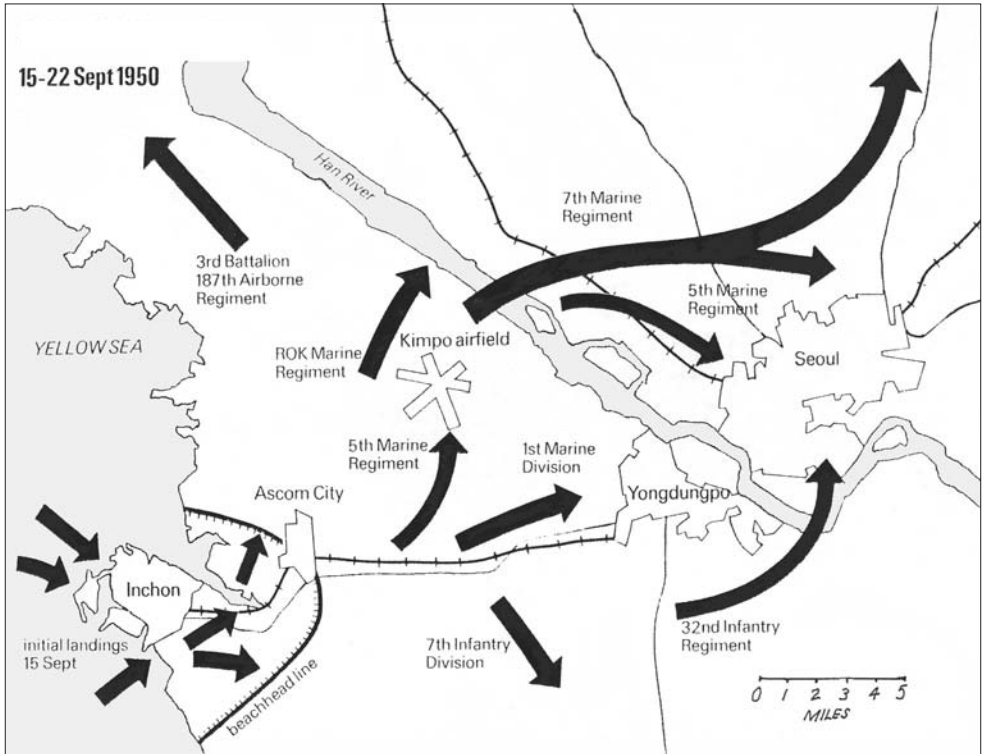 15-22 Sept 1950
Han River
7th Marine
Regiment
3rd Battalion
187th Airborne
Regiment
5th Marine
Regiment
YELLOW SEA
ROK Marine
Regiment
Kimpo airfield
Seoul
5th Marine
Regiment
1st Marine
Division
Ascom City
Yongdungpo
Inchon
initial landings
15 Sept
beachhead line
7th Infantry
Division
32nd Infantry
Regiment
0 1 2 3 4 5
MILES